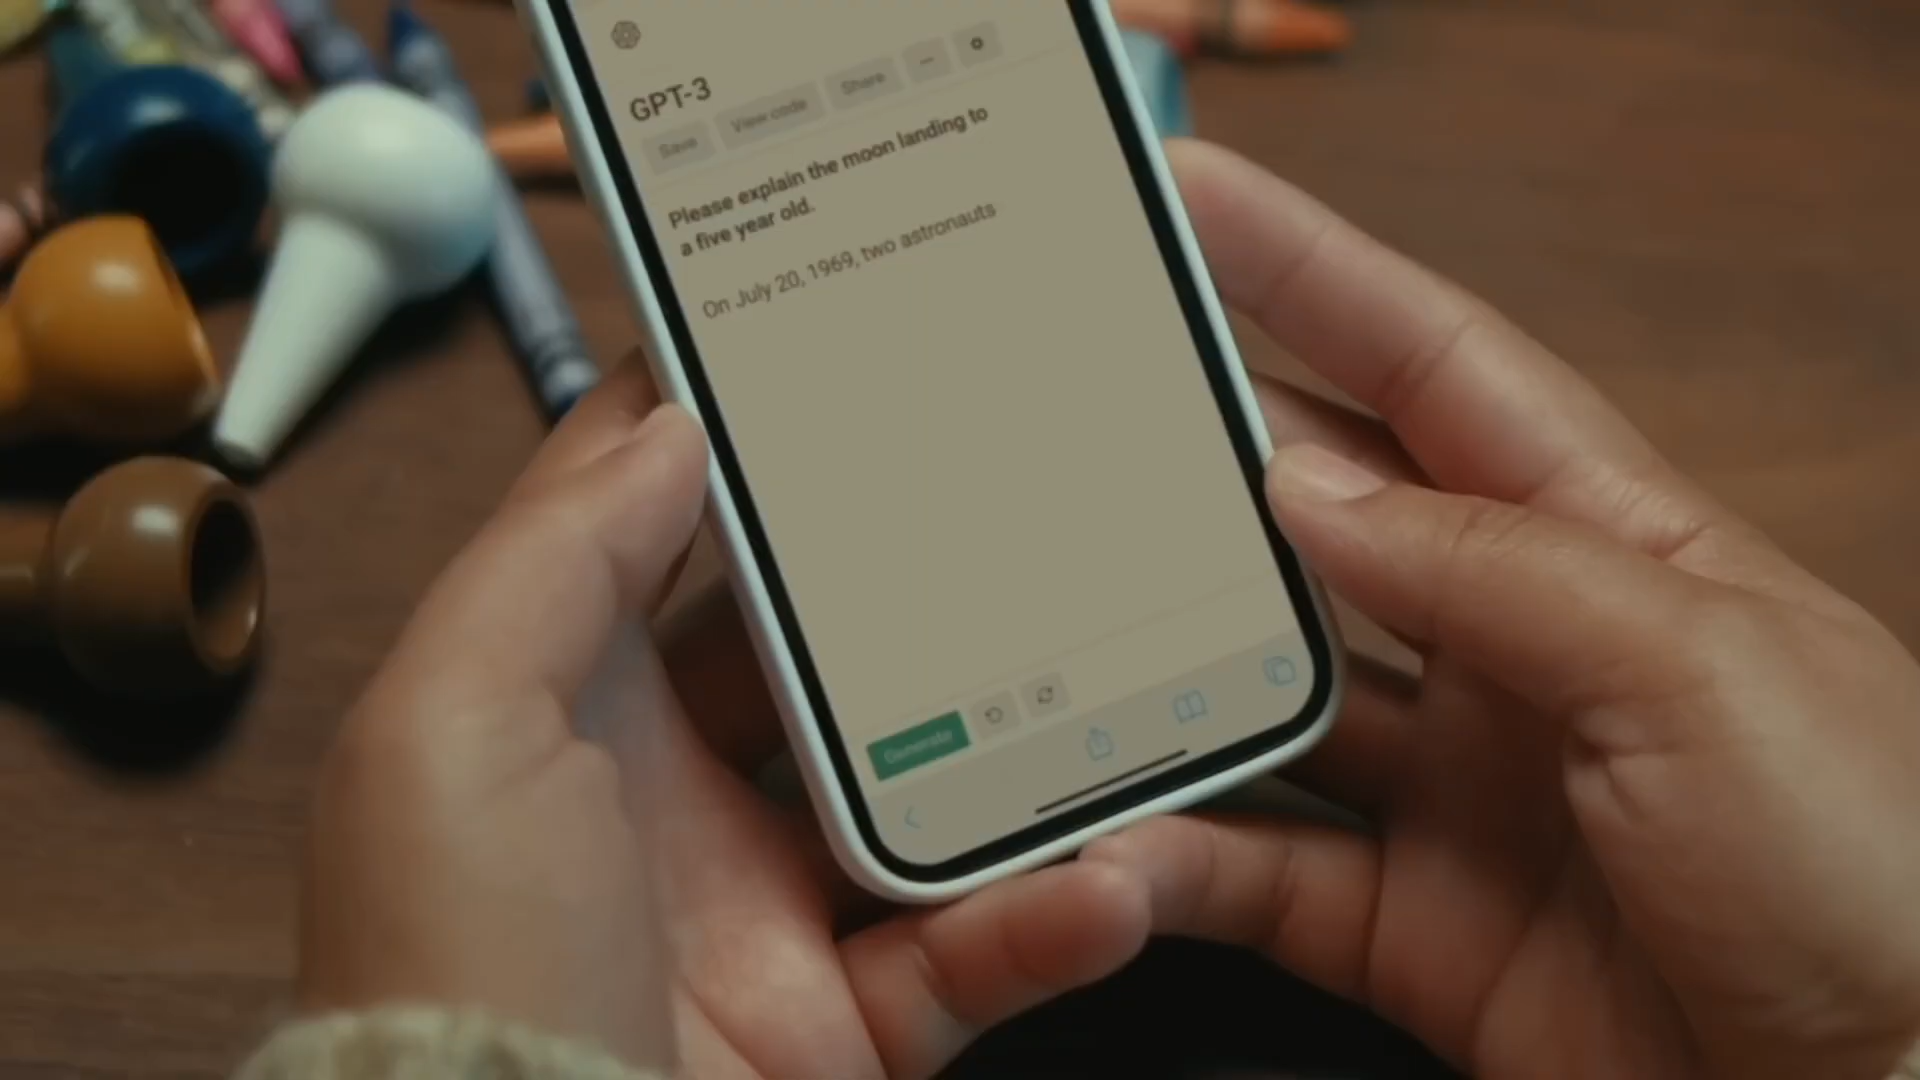 GPT-3
Save View code Share
Please explain the moon landing to
a five year old.
On July 20, 1969, two astronauts
Generate